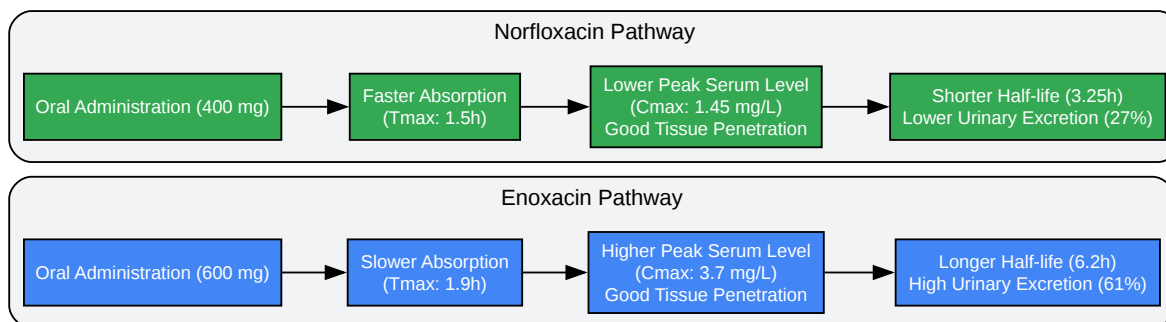 Norfloxacin Pathway
Oral Administration (400 mg)
Faster Absorption
(Tmax: 1.5h)
Lower Peak Serum Level
(Cmax: 1.45 mg/L)
Good Tissue Penetration
Shorter Half-life (3.25h)
Lower Urinary Excretion (27%)
Enoxacin Pathway
Oral Administration (600 mg)
Slower Absorption
(Tmax: 1.9h)
Higher Peak Serum Level
(Cmax: 3.7 mg/L)
Good Tissue Penetration
Longer Half-life (6.2h)
High Urinary Excretion (61%)